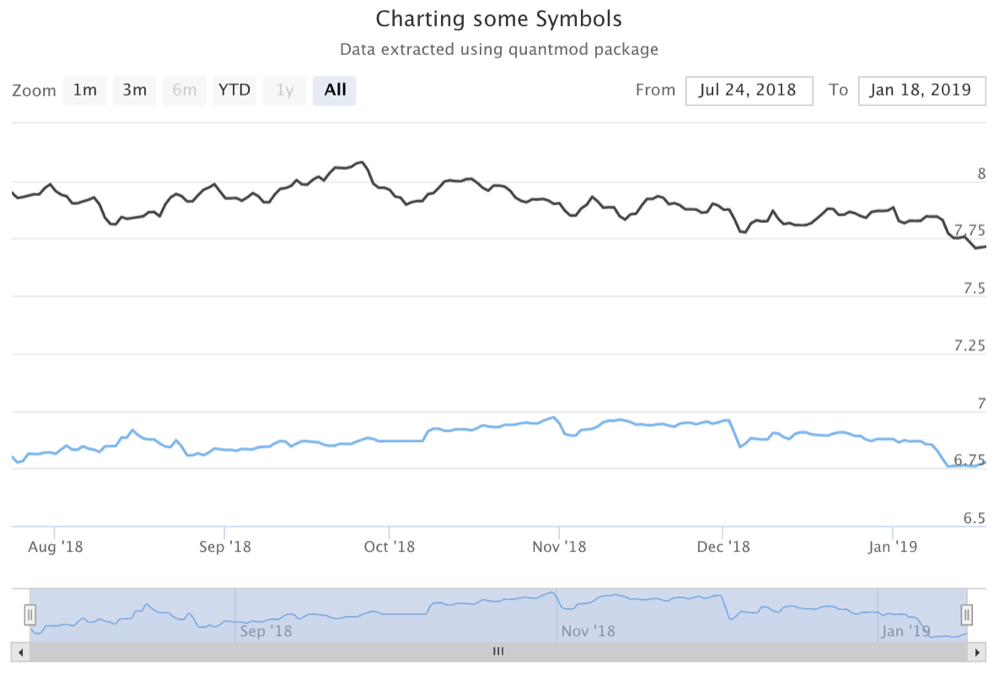 Charting some Symbols
Data extracted using quantmod package
Zoom 1m 3m 6m YTD 1y All From Jul 24, 2018 To Jan 18, 2019
8
7.75
7.5
7.25
7
6.75
6.5
Aug '18 Sep '18 Oct '18 Nov '18 Dec '18 Jan '19
Sep '18 Nov '18 Jan '19